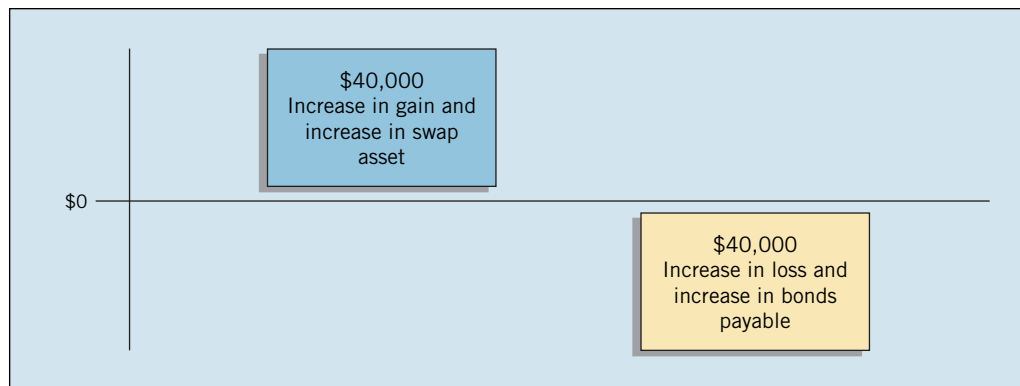 $40,000
Increase in gain and
increase in swap
asset
$0
$40,000
Increase in loss and
increase in bonds
payable